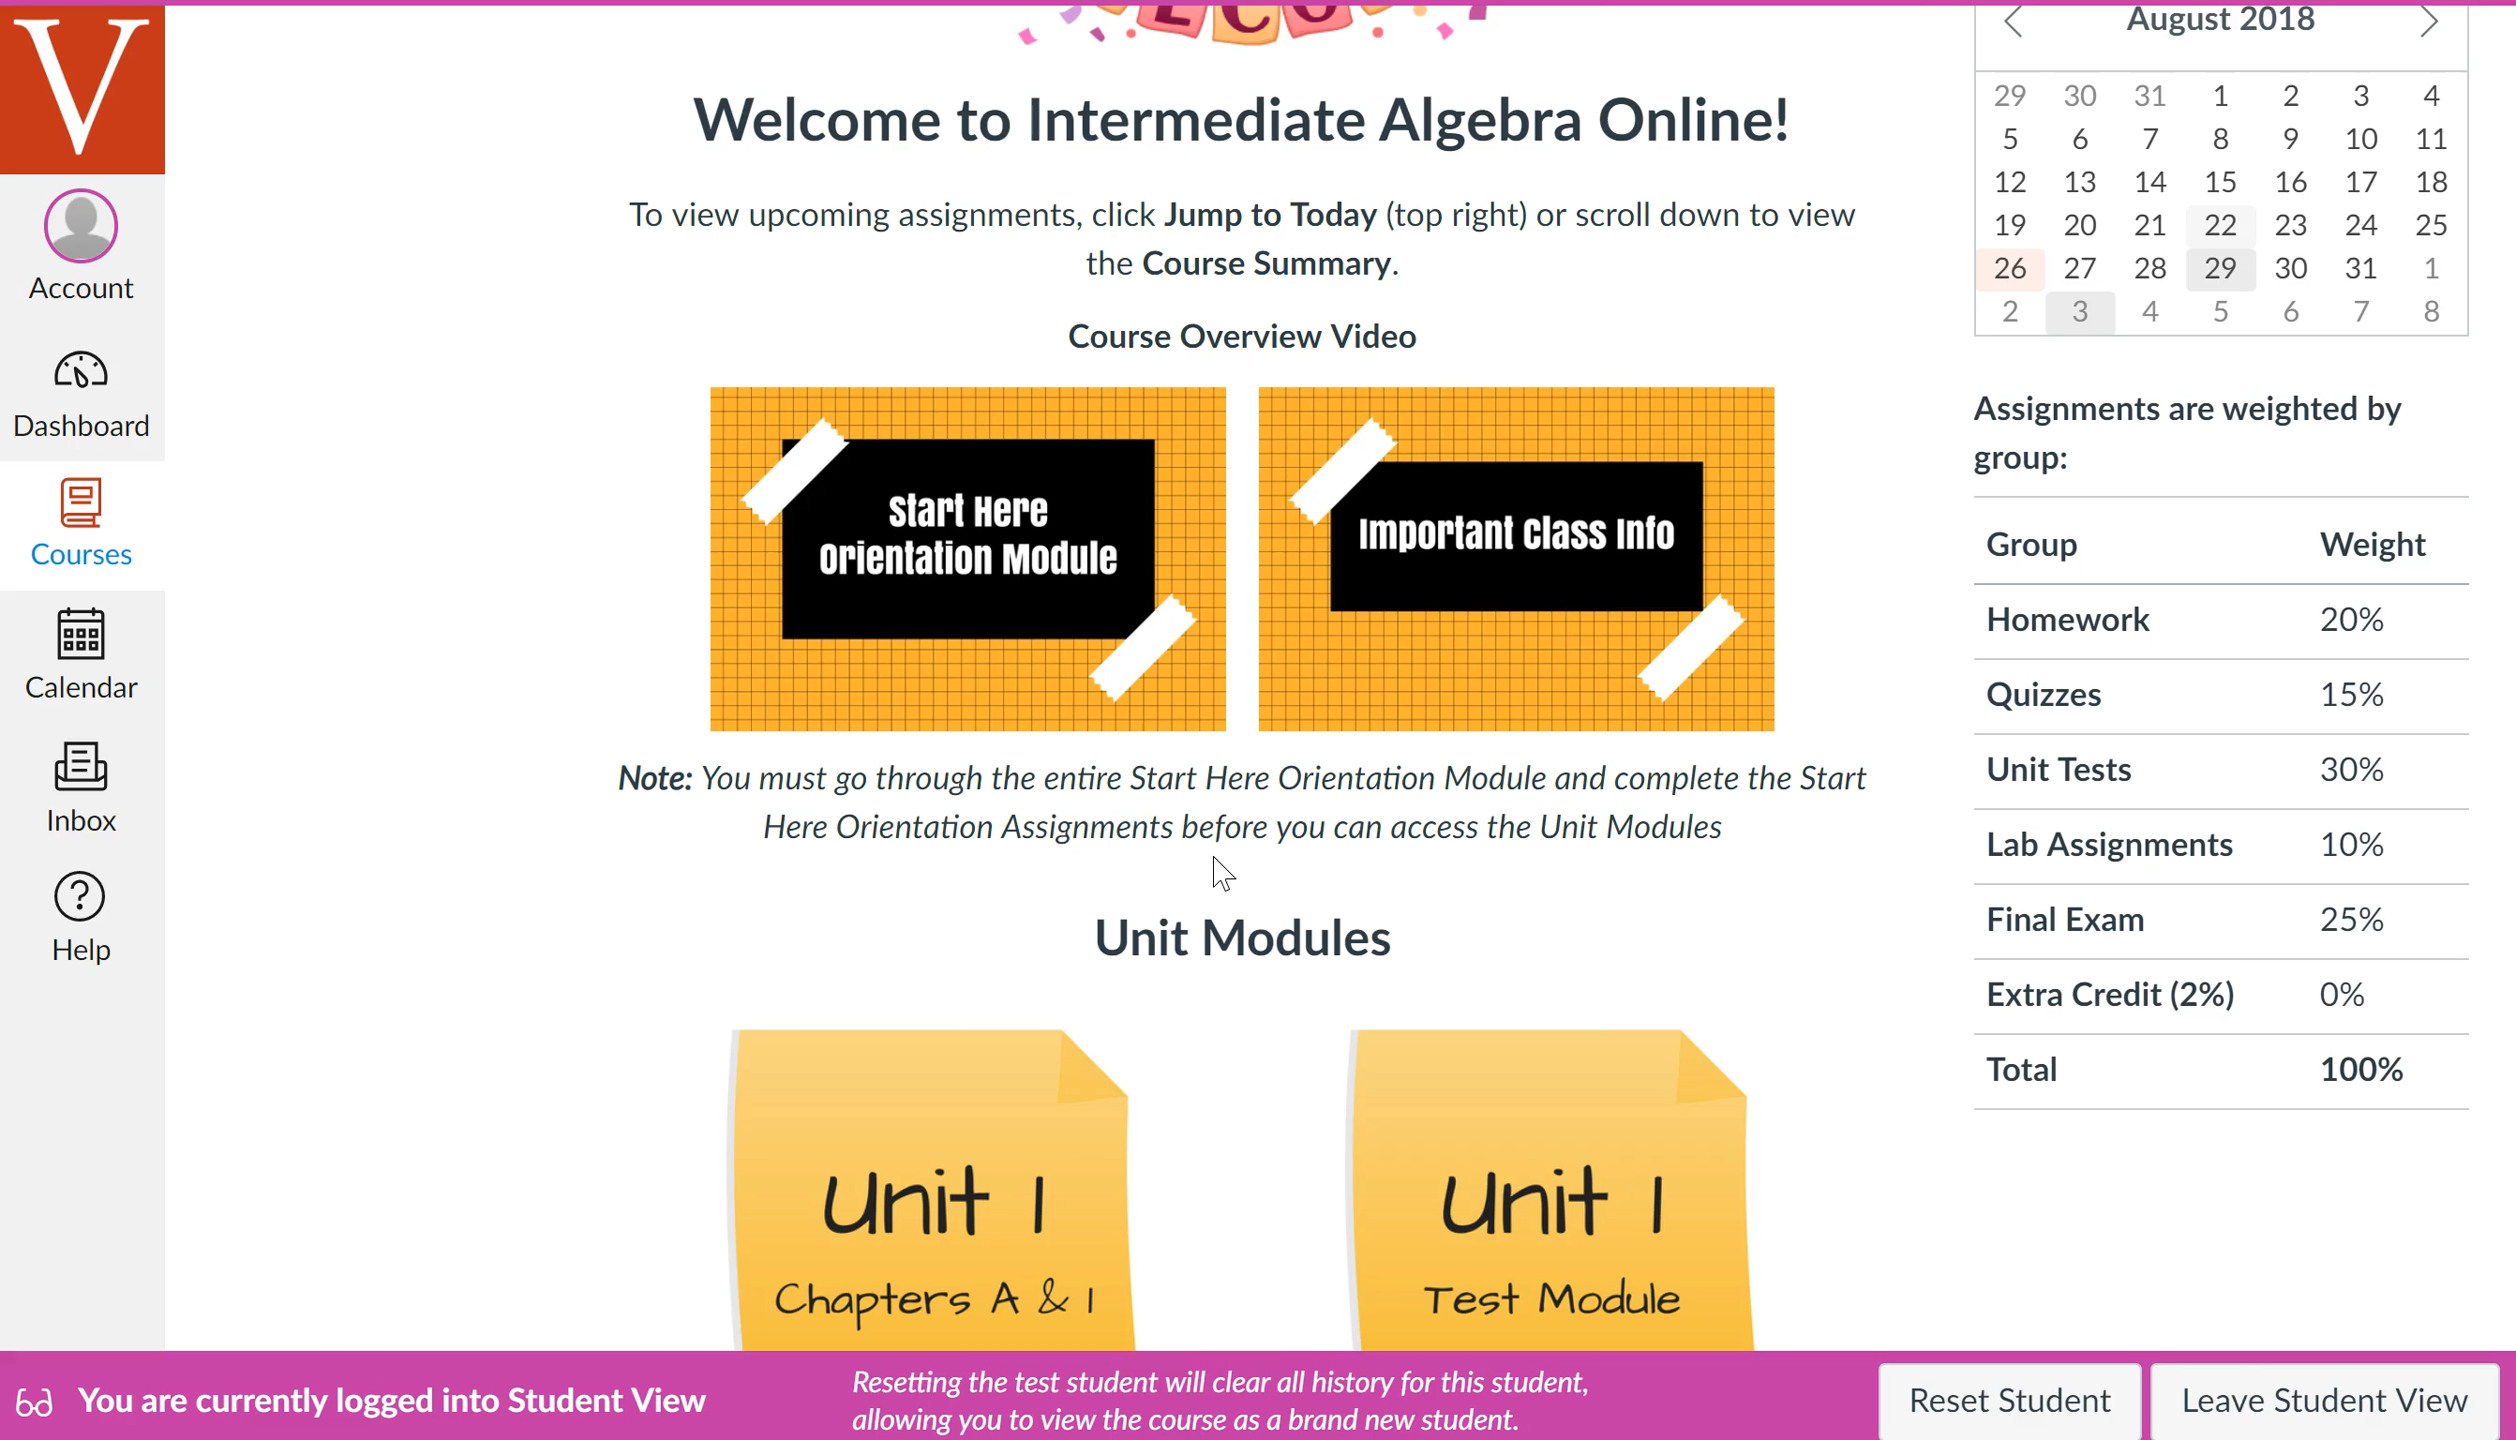 V
Account
Dashboard
Courses
Calendar
Inbox
Help
Welcome to Intermediate Algebra Online!
To view upcoming assignments, click Jump to Today (top right) or scroll down to view
the Course Summary.
Course Overview Video
Start Here
Orientation Module
Important Class Info
Note: You must go through the entire Start Here Orientation Module and complete the Start
Here Orientation Assignments before you can access the Unit Modules
Unit Modules
Unit 1
Chapters A & 1
Unit 1
Test Module
August 2018
29 30 31 1 2 3 4
5 6 7 8 9 10 11
12 13 14 15 16 17 18
19 20 21 22 23 24 25
26 27 28 29 30 31 1
2 3 4 5 6 7 8
Assignments are weighted by
group:
Group Weight
Homework 20%
Quizzes 15%
Unit Tests 30%
Lab Assignments 10%
Final Exam 25%
Extra Credit (2%) 0%
Total 100%
You are currently logged into Student View
Resetting the test student will clear all history for this student,
allowing you to view the course as a brand new student.
Reset Student
Leave Student View